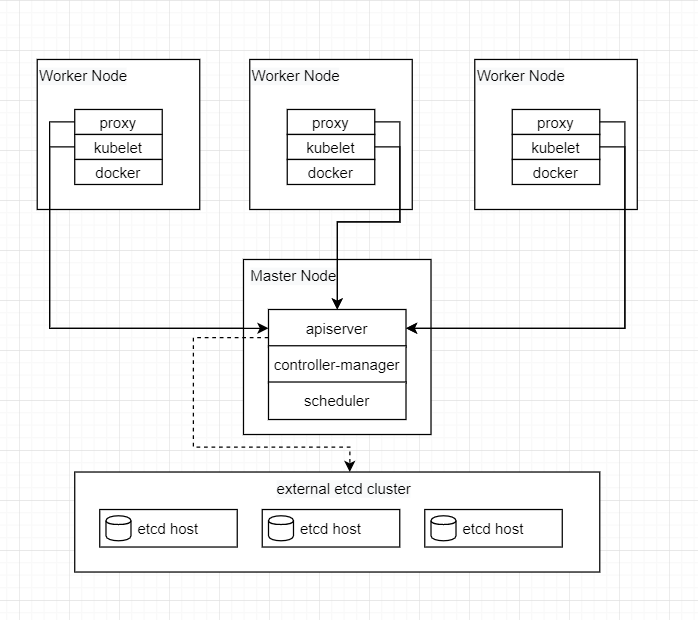 Worker Node
proxy
kubelet
docker
Worker Node
proxy
kubelet
docker
Worker Node
proxy
kubelet
docker
Master Node
apiserver
controller-manager
scheduler
external etcd cluster
etcd host
etcd host
etcd host